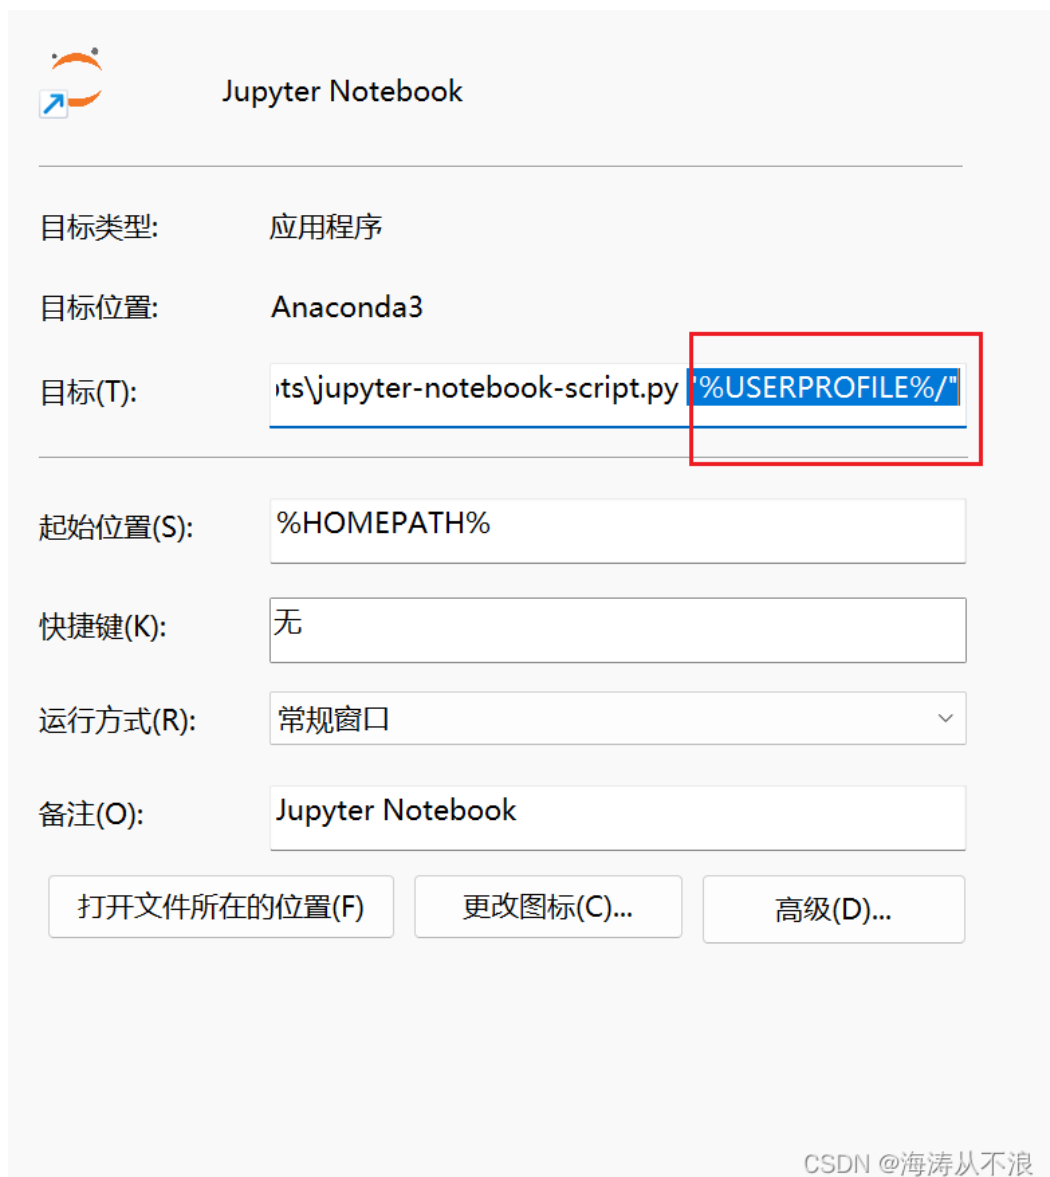 Jupyter Notebook
目标类型: 应用程序
目标位置: Anaconda3
目标(T): ots\jupyter-notebook-script.py "%USERPROFILE%/"
起始位置(S): %HOMEPATH%
快捷键(K): 无
运行方式(R): 常规窗口
备注(O): Jupyter Notebook
打开文件所在的位置(F) 更改图标(C)... 高级(D)...
CSDN @海涛从不浪